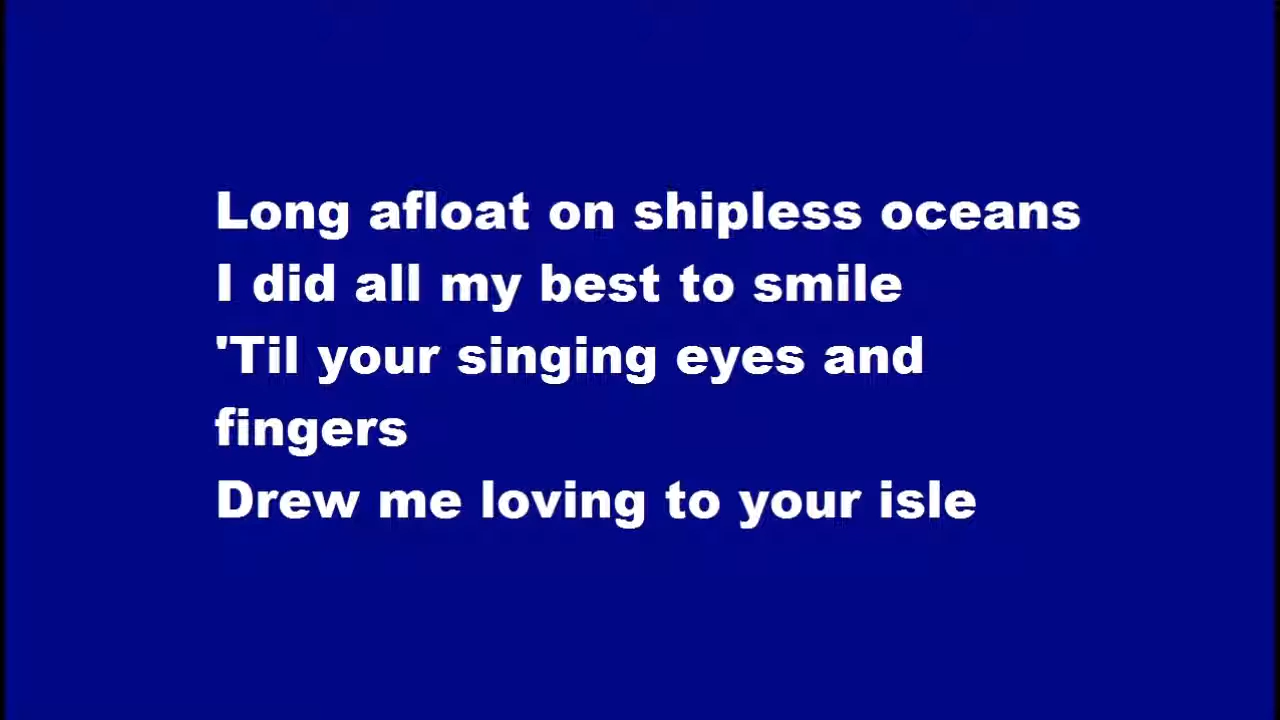 Long afloat on shipless oceans
I did all my best to smile
'Til your singing eyes and
fingers
Drew me loving to your isle